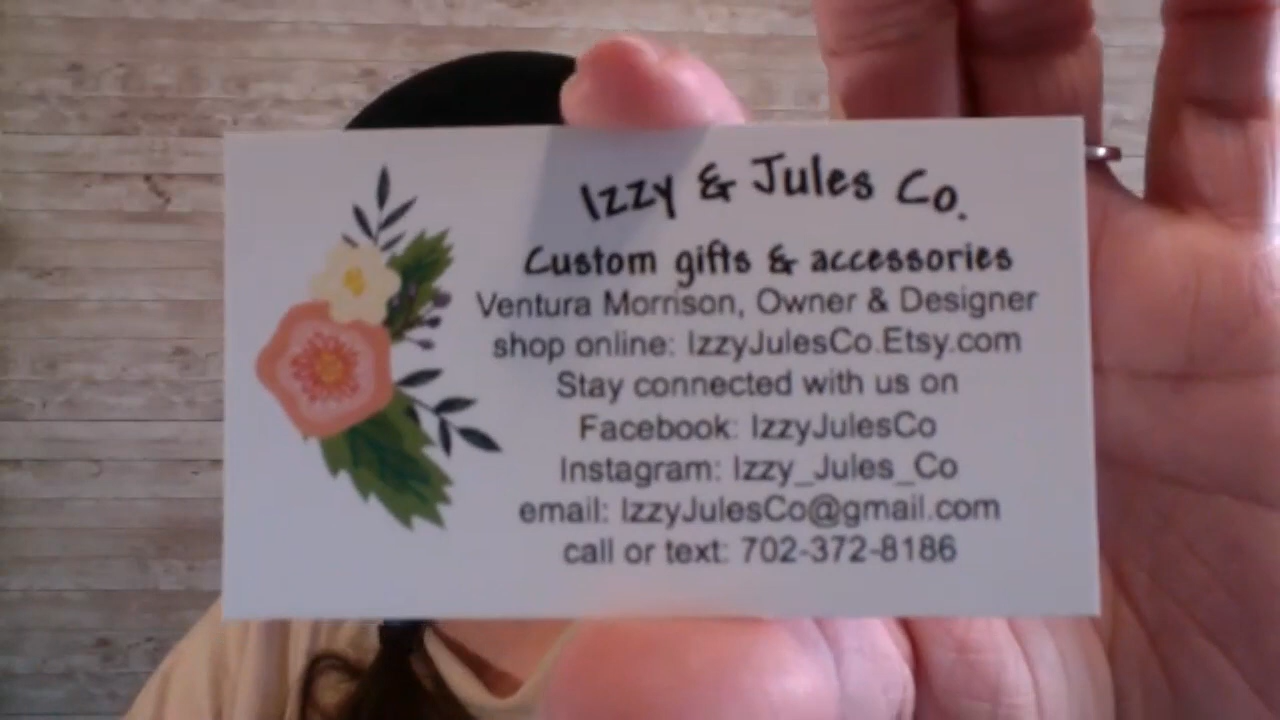 Izzy & Jules Co.
Custom gifts & accessories
Ventura Morrison, Owner & Designer
shop online: IzzyJulesCo.Etsy.com
Stay connected with us on
Facebook: IzzyJulesCo
Instagram: Izzy_Jules_Co
email: IzzyJulesCo@gmail.com
call or text: 702-372-8186